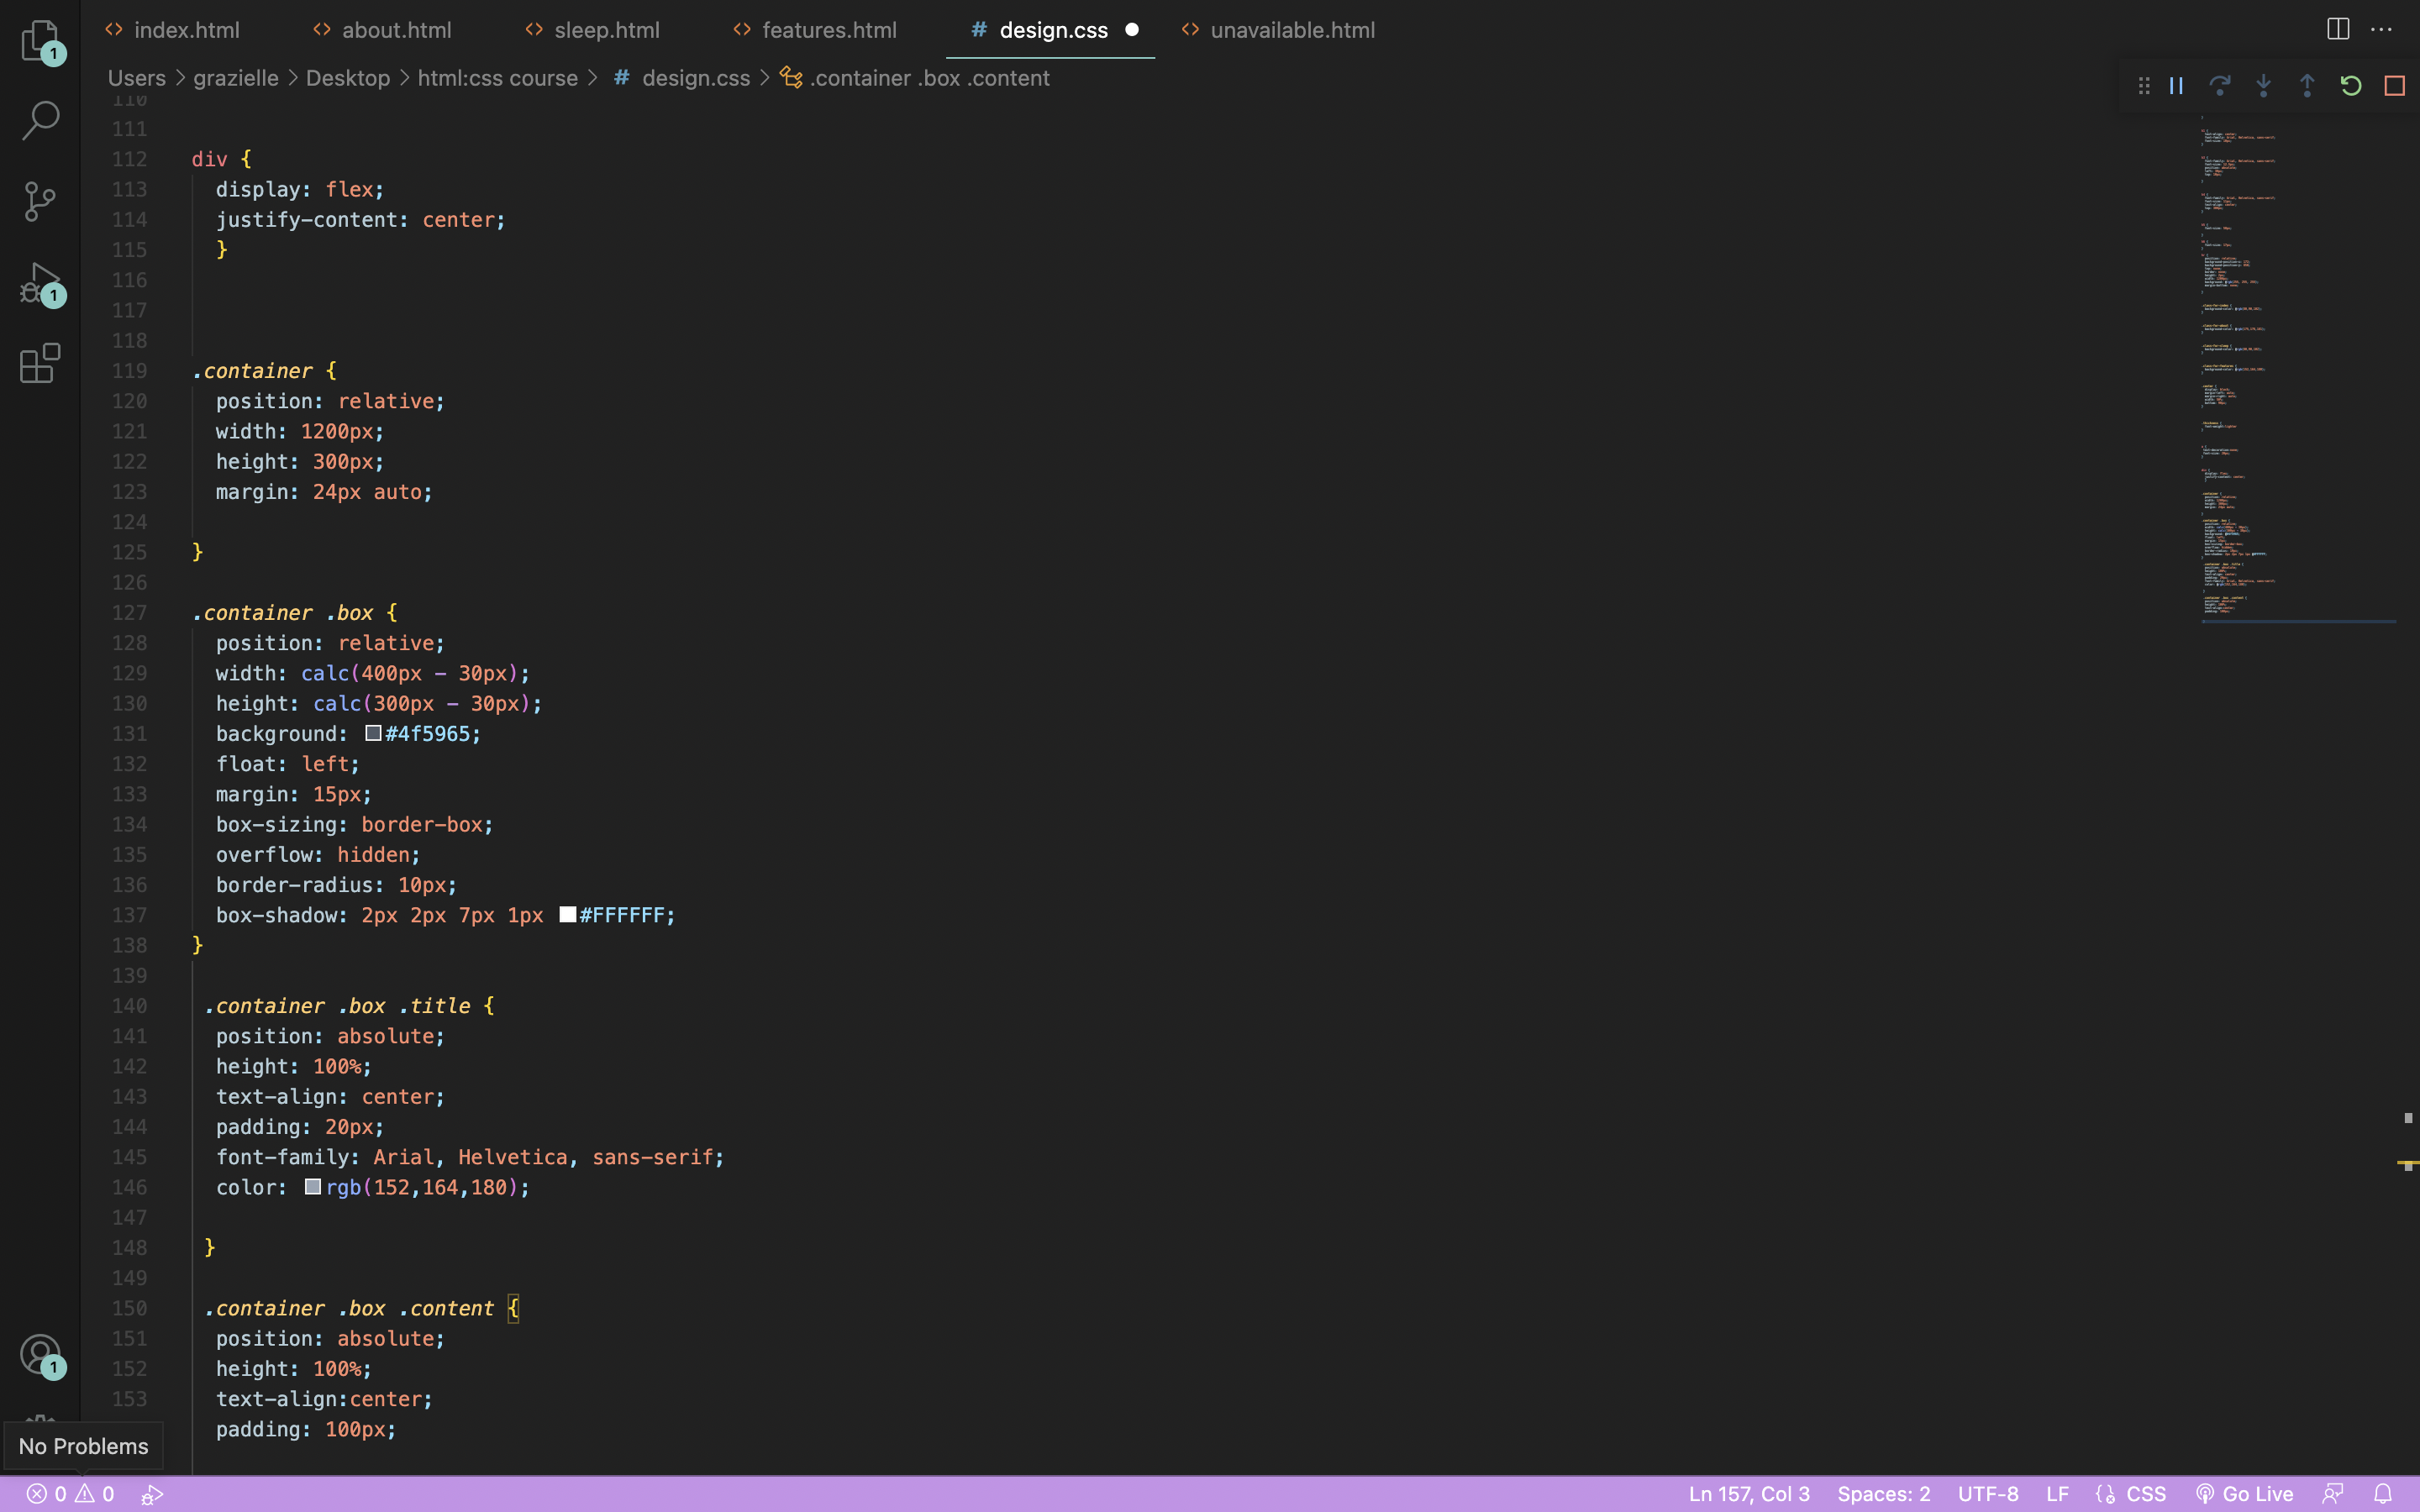 index.html about.html sleep.html features.html # design.css unavailable.html
Users > grazielle > Desktop > html:css course > # design.css > .container .box .content
110
111
112 div {
113 display: flex;
114 justify-content: center;
115 }
116
117
118
119 .container {
120 position: relative;
121 width: 1200px;
122 height: 300px;
123 margin: 24px auto;
124
125 }
126
127 .container .box {
128 position: relative;
129 width: calc(400px - 30px);
130 height: calc(300px - 30px);
131 background: #4f5965;
132 float: left;
133 margin: 15px;
134 box-sizing: border-box;
135 overflow: hidden;
136 border-radius: 10px;
137 box-shadow: 2px 2px 7px 1px #FFFFFF;
138 }
139
140 .container .box .title {
141 position: absolute;
142 height: 100%;
143 text-align: center;
144 padding: 20px;
145 font-family: Arial, Helvetica, sans-serif;
146 color: rgb(152,164,180);
147
148 }
149
150 .container .box .content {
151 position: absolute;
152 height: 100%;
153 text-align:center;
padding: 100px;
1
1
1
No Problems
0 0 Ln 157, Col 3 Spaces: 2 UTF-8 LF CSS Go Live